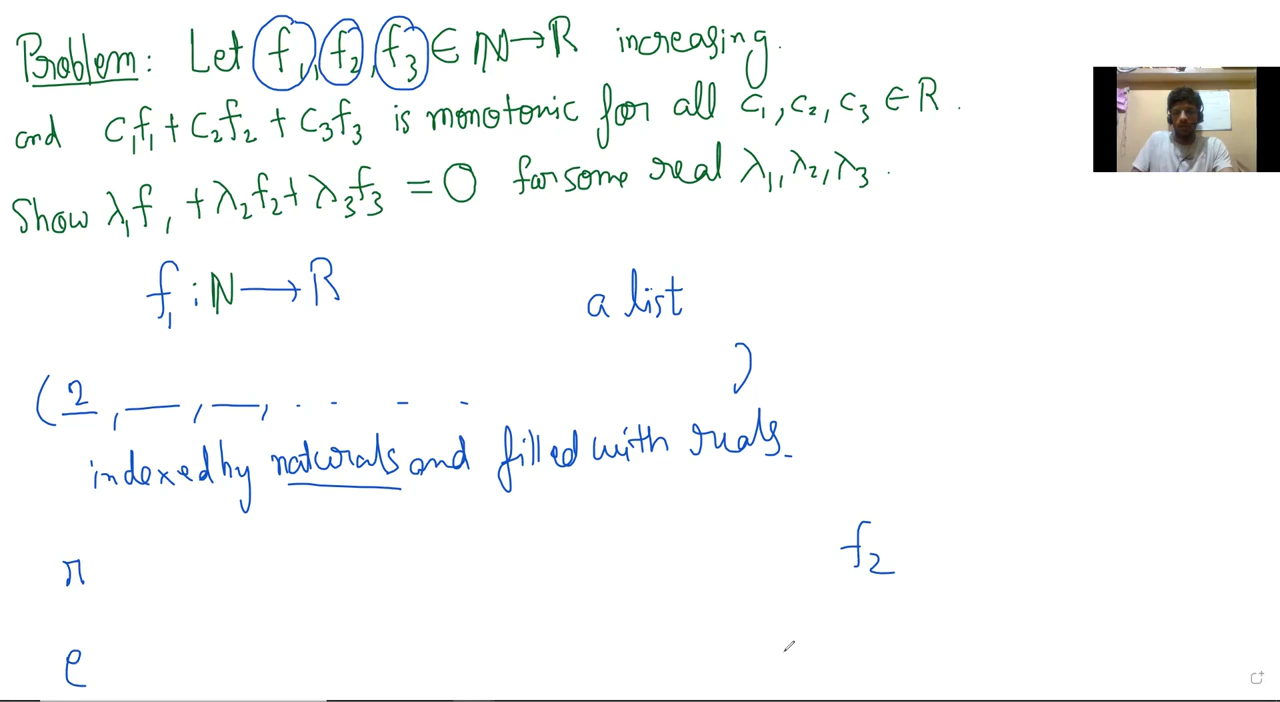 Problem: Let f₁, f₂, f₃ ∈ ℕ→ℝ increasing.
and c₁f₁ + c₂f₂ + c₃f₃ is monotonic for all c₁, c₂, c₃ ∈ ℝ.
Show λ₁f₁ + λ₂f₂ + λ₃f₃ = 0 for some real λ₁, λ₂, λ₃.
f₁ : ℕ ⟶ ℝ a list
( 2 , — , — , . . - - )
indexed by naturals and filled with reals.
f₂
π
e